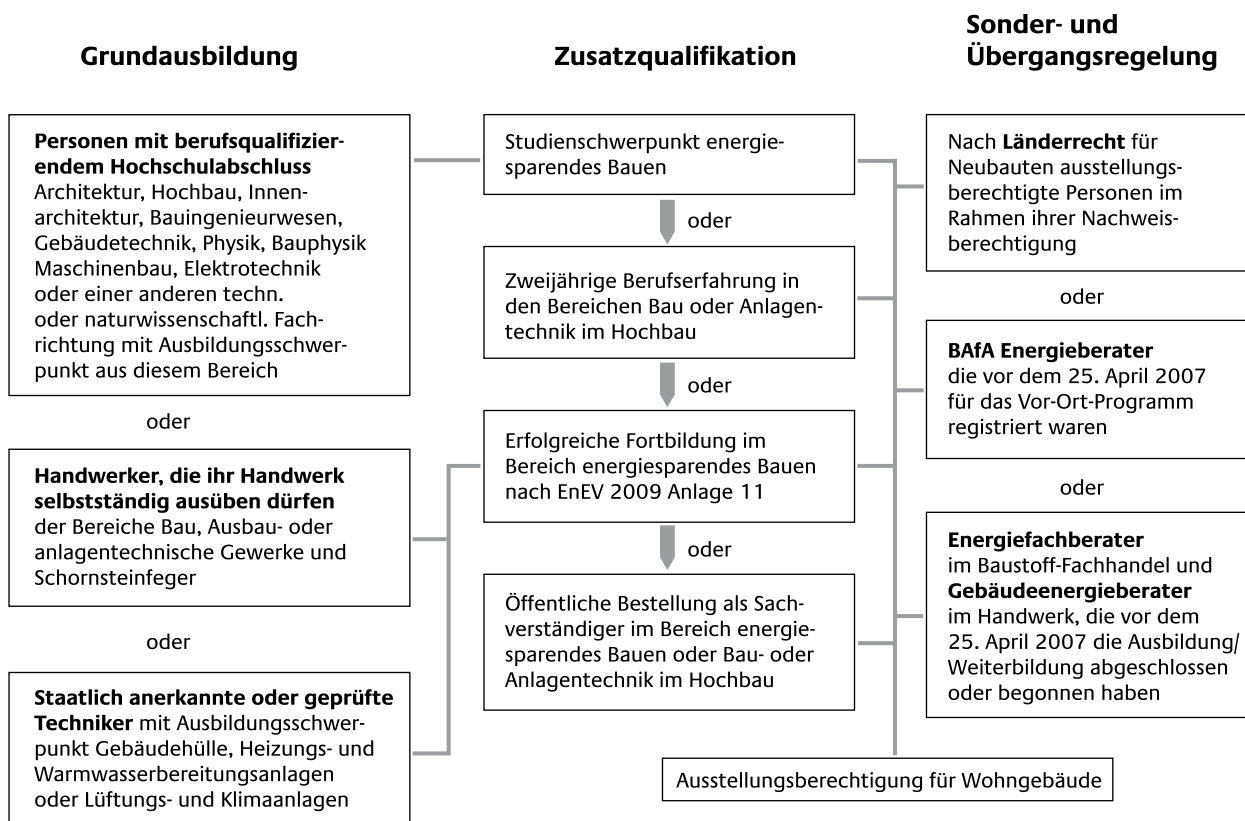 Grundausbildung
Personen mit berufsqualifizier-
endem Hochschulabschluss
Architektur, Hochbau, Innen-
architektur, Bauingenieurwesen,
Gebäudetechnik, Physik, Bauphysik
Maschinenbau, Elektrotechnik
oder einer anderen techn.
oder naturwissenschaftl. Fach-
richtung mit Ausbildungsschwer-
punkt aus diesem Bereich
oder
Handwerker, die ihr Handwerk
selbstständig ausüben dürfen
der Bereiche Bau, Ausbau- oder
anlagentechnische Gewerke und
Schornsteinfeger
oder
Staatlich anerkannte oder geprüfte
Techniker mit Ausbildungsschwer-
punkt Gebäudehülle, Heizungs- und
Warmwasserbereitungsanlagen
oder Lüftungs- und Klimaanlagen
Zusatzqualifikation
Studienschwerpunkt energie-
sparendes Bauen
oder
Zweijährige Berufserfahrung in
den Bereichen Bau oder Anlagen-
technik im Hochbau
oder
Erfolgreiche Fortbildung im
Bereich energiesparendes Bauen
nach EnEV 2009 Anlage 11
oder
Öffentliche Bestellung als Sach-
verständiger im Bereich energie-
sparendes Bauen oder Bau- oder
Anlagentechnik im Hochbau
Sonder- und
Übergangsregelung
Nach Länderrecht für
Neubauten ausstellungs-
berechtigte Personen im
Rahmen ihrer Nachweis-
berechtigung
oder
BAfA Energieberater
die vor dem 25. April 2007
für das Vor-Ort-Programm
registriert waren
oder
Energiefachberater
im Baustoff-Fachhandel und
Gebäudeenergieberater
im Handwerk, die vor dem
25. April 2007 die Ausbildung/
Weiterbildung abgeschlossen
oder begonnen haben
Ausstellungsberechtigung für Wohngebäude